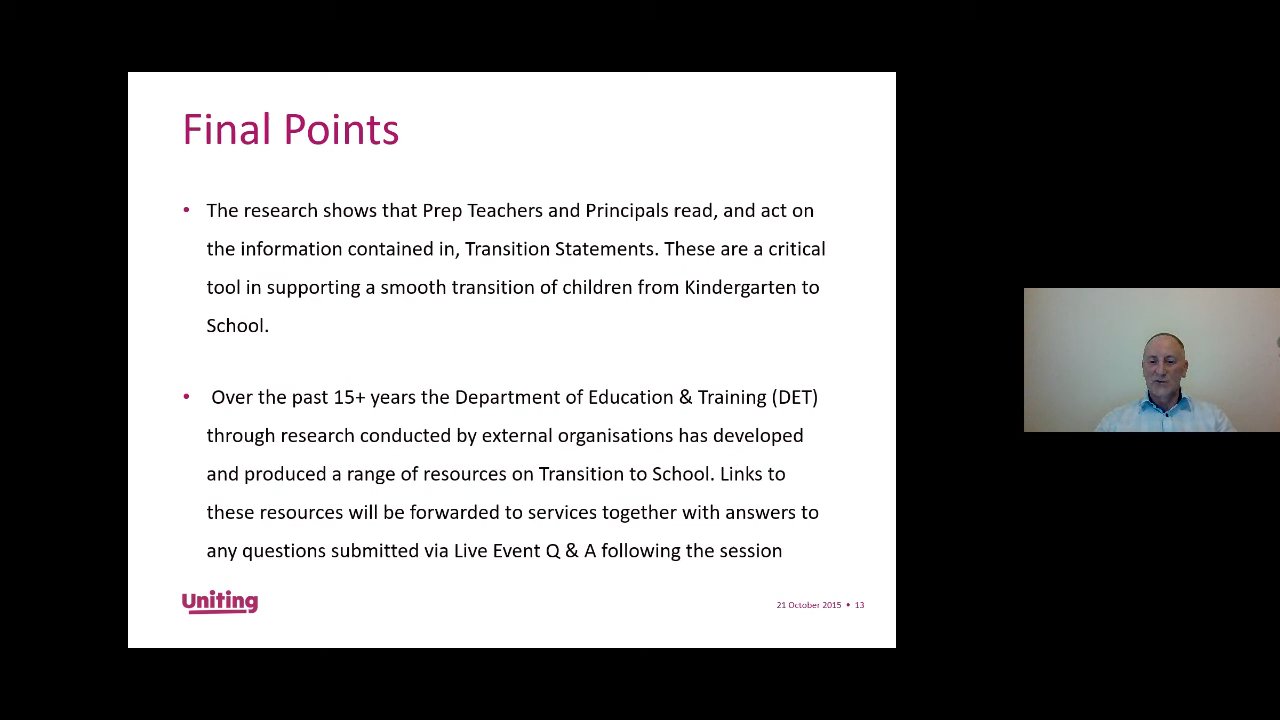 Final Points
• The research shows that Prep Teachers and Principals read, and act on
the information contained in, Transition Statements. These are a critical
tool in supporting a smooth transition of children from Kindergarten to
School.
• Over the past 15+ years the Department of Education & Training (DET)
through research conducted by external organisations has developed
and produced a range of resources on Transition to School. Links to
these resources will be forwarded to services together with answers to
any questions submitted via Live Event Q & A following the session
Uniting
21 October 2015 • 13